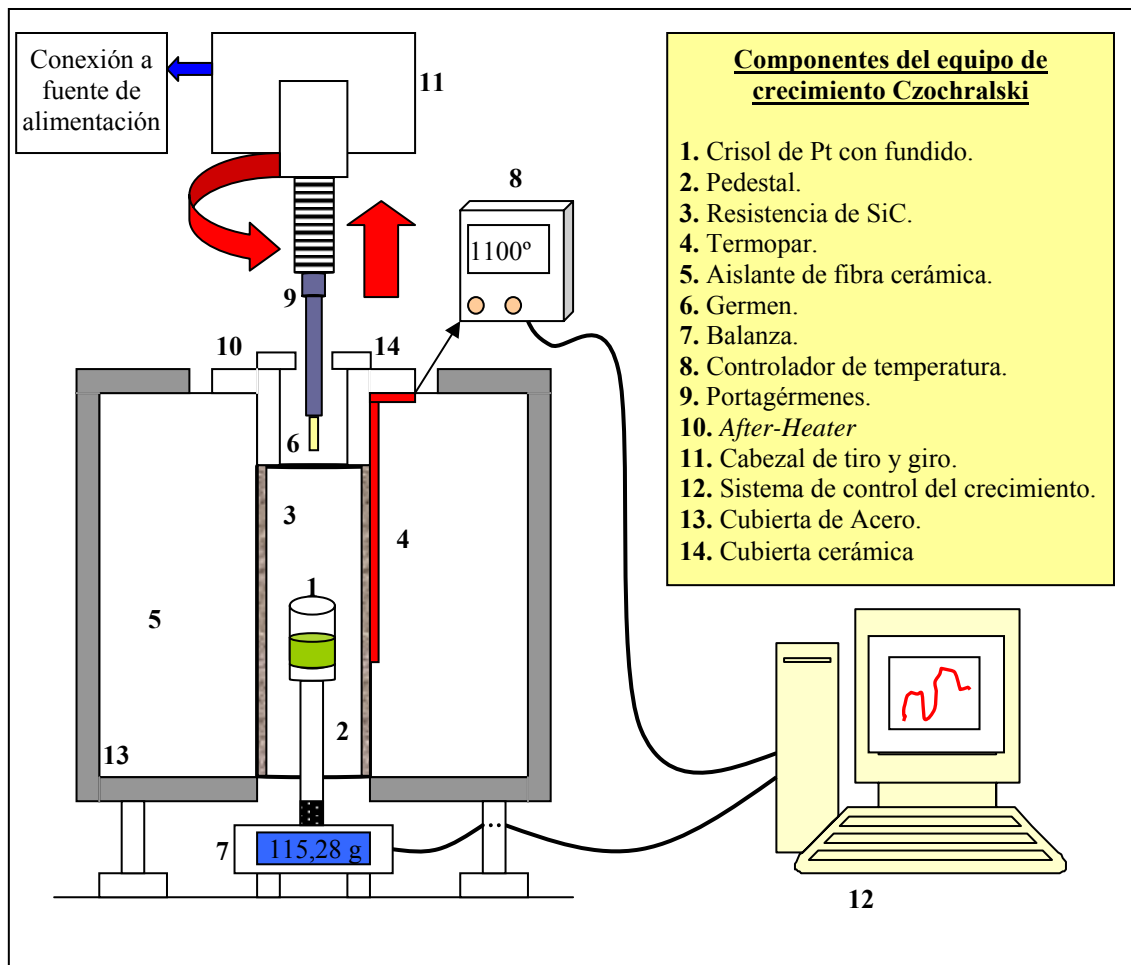 Conexión a
fuente de
alimentación
11
8
1100º
9
10
14
6
3
4
1
5
2
13
7
115,28 g
12
Componentes del equipo de
crecimiento Czochralski
1. Crisol de Pt con fundido.
2. Pedestal.
3. Resistencia de SiC.
4. Termopar.
5. Aislante de fibra cerámica.
6. Germen.
7. Balanza.
8. Controlador de temperatura.
9. Portagérmenes.
10. After-Heater
11. Cabezal de tiro y giro.
12. Sistema de control del crecimiento.
13. Cubierta de Acero.
14. Cubierta cerámica